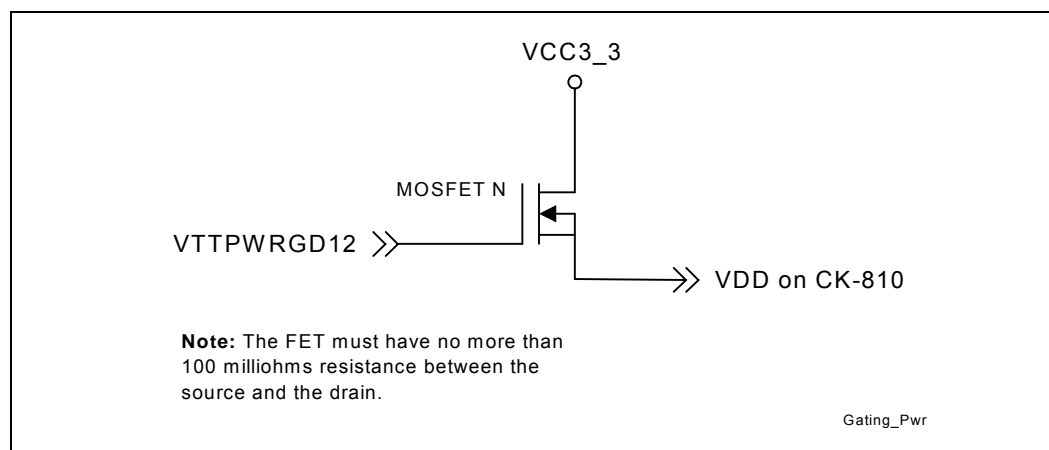 VCC3_3
MOSFET N
VTTPWRGD12
VDD on CK-810
Note: The FET must have no more than
100 milliohms resistance between the
source and the drain.
Gating_Pwr